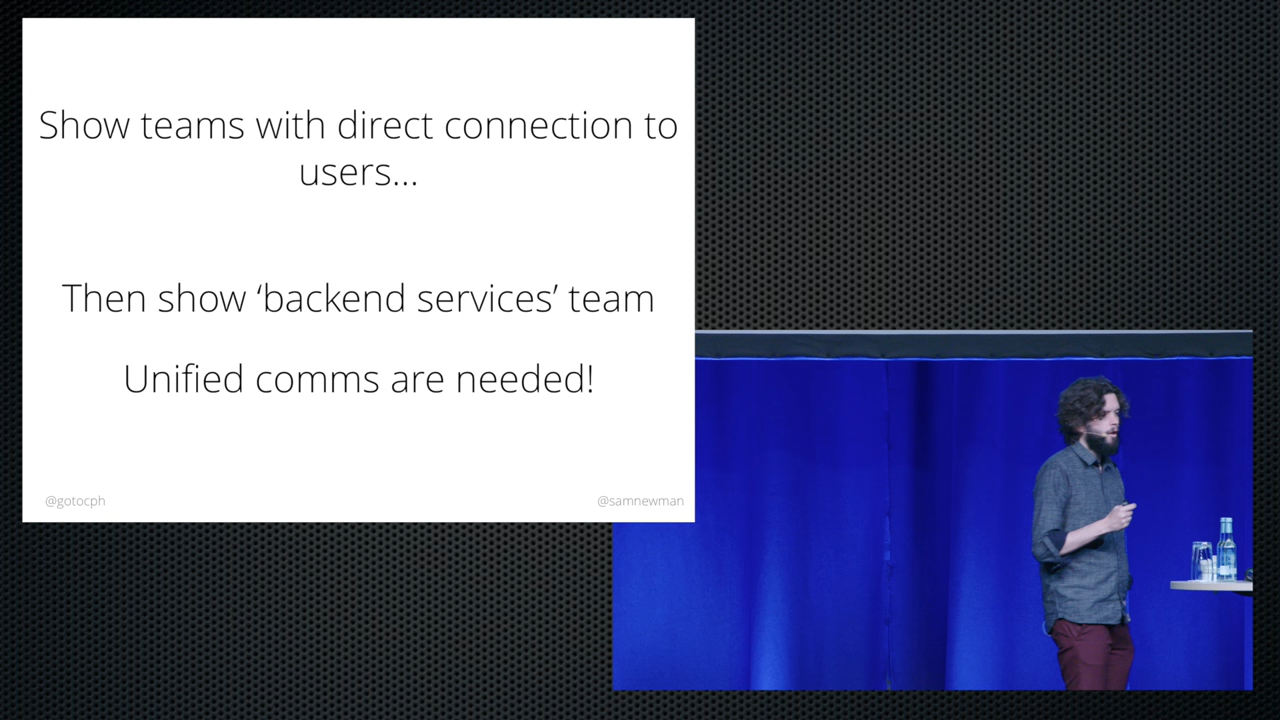 Show teams with direct connection to
users...
Then show ‘backend services’ team
Unified comms are needed!
@gotocph
@samnewman